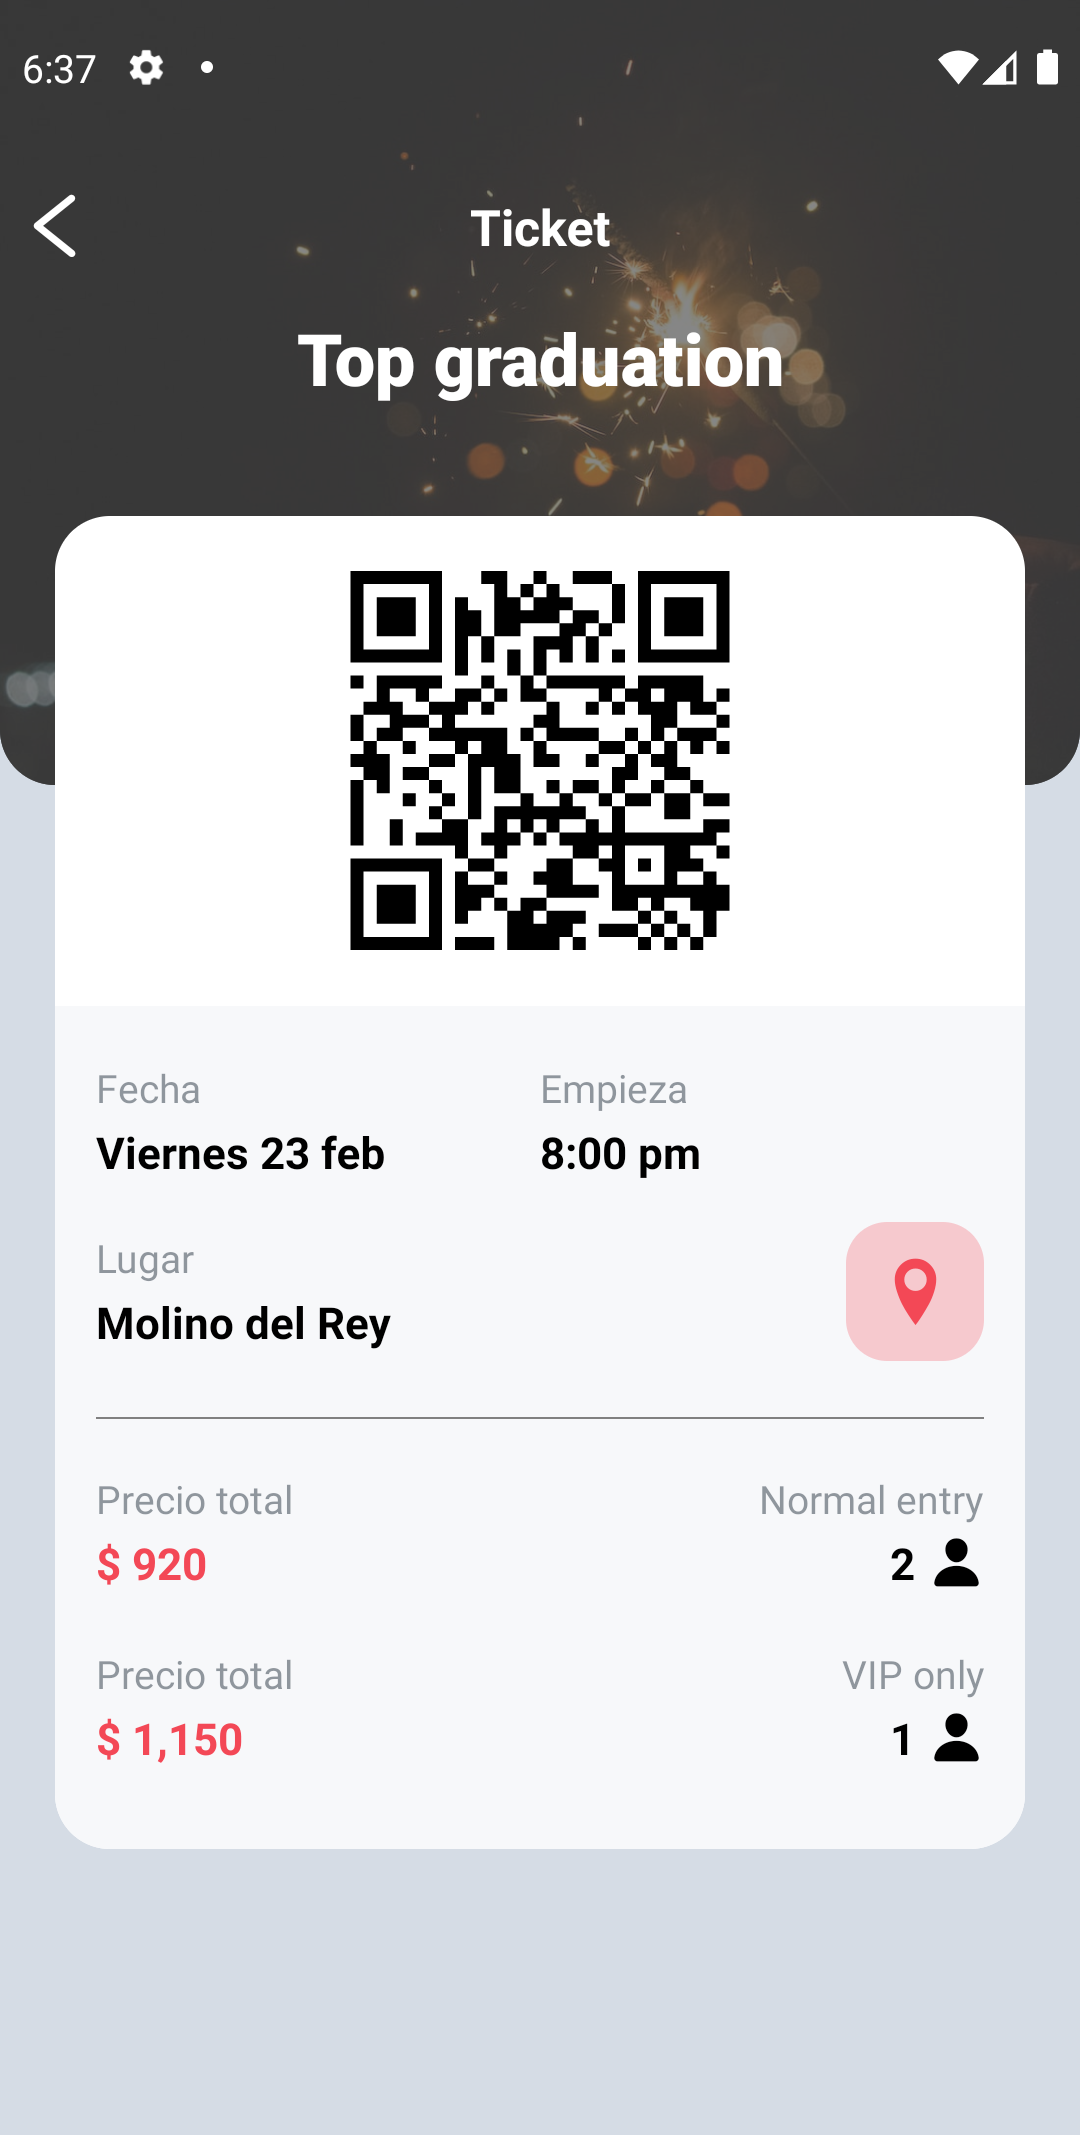 6:37
Ticket
Top graduation
Fecha
Empieza
Viernes 23 feb
8:00 pm
Lugar
Molino del Rey
Precio total
Normal entry
$ 920
2
Precio total
VIP only
$ 1,150
1